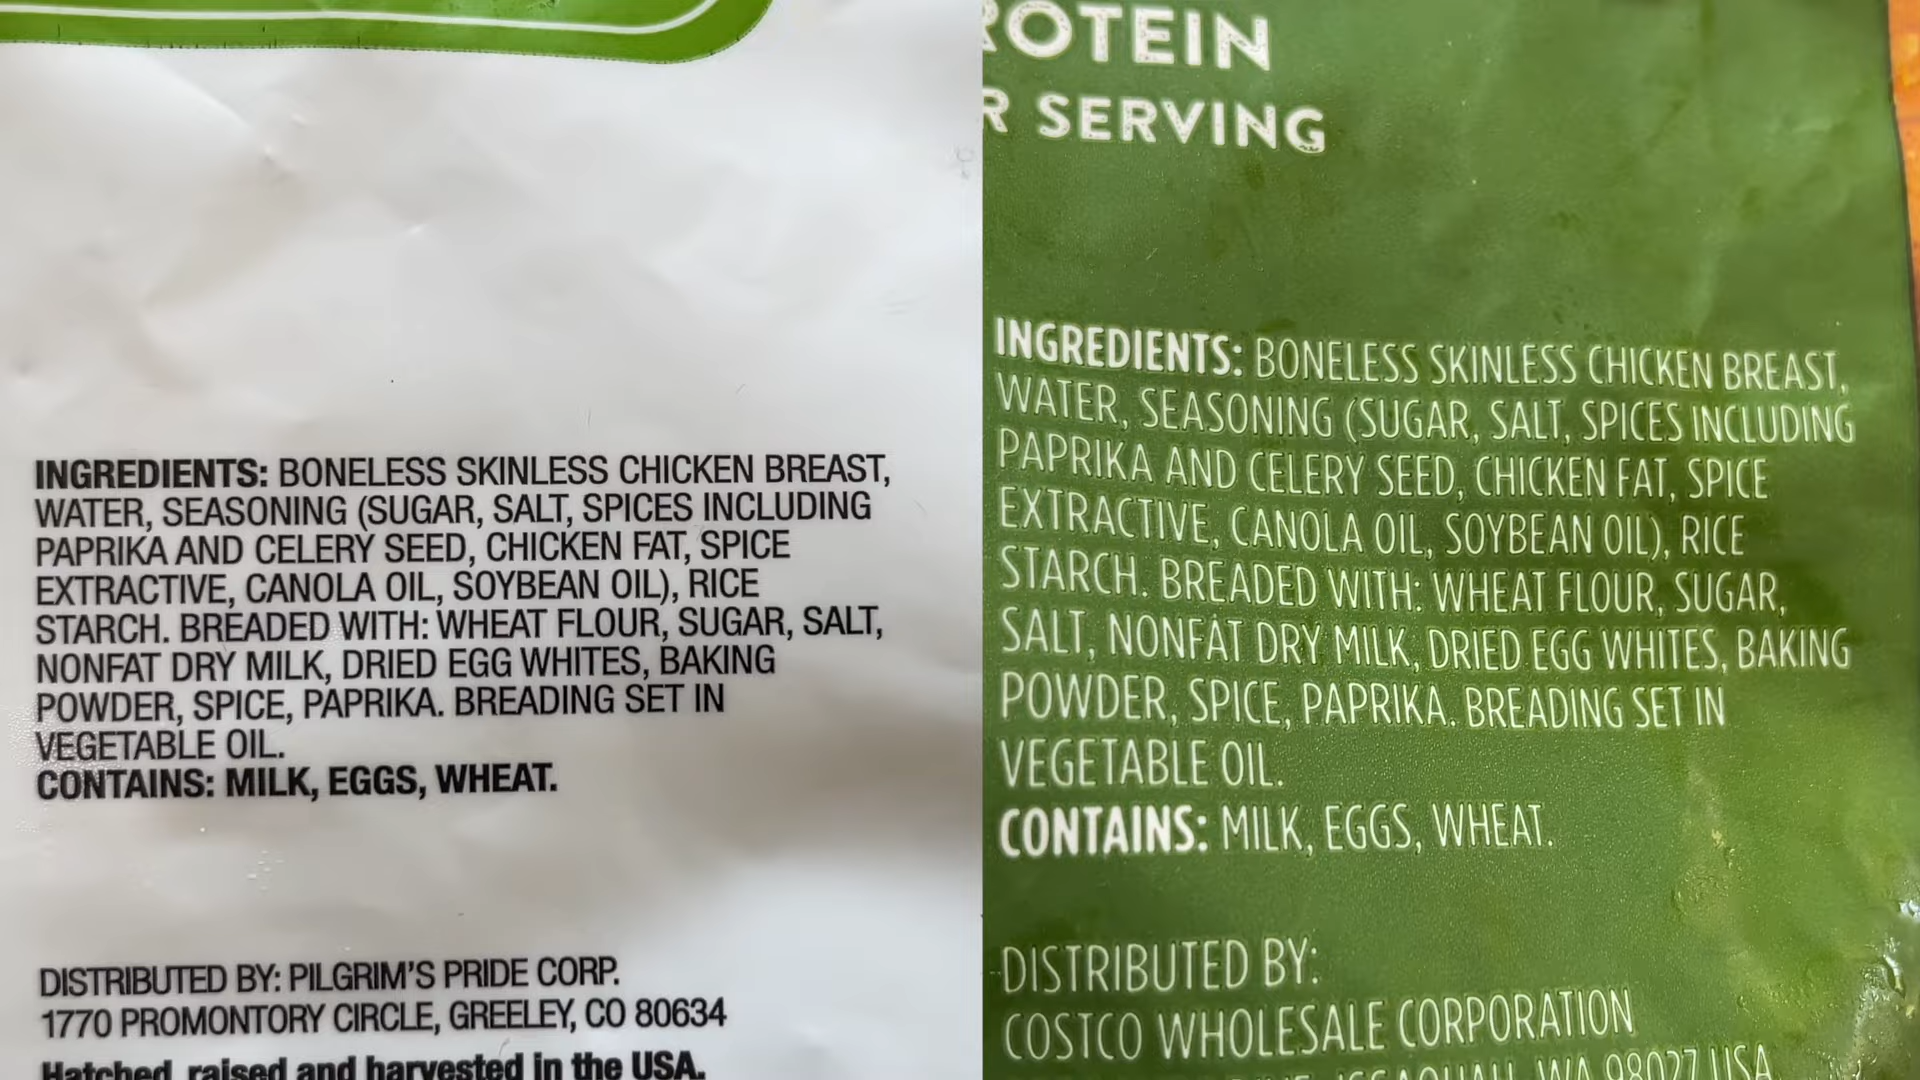 INGREDIENTS: BONELESS SKINLESS CHICKEN BREAST,
WATER, SEASONING (SUGAR, SALT, SPICES INCLUDING
PAPRIKA AND CELERY SEED, CHICKEN FAT, SPICE
EXTRACTIVE, CANOLA OIL, SOYBEAN OIL), RICE
STARCH. BREADED WITH: WHEAT FLOUR, SUGAR, SALT,
NONFAT DRY MILK, DRIED EGG WHITES, BAKING
POWDER, SPICE, PAPRIKA. BREADING SET IN
VEGETABLE OIL.
CONTAINS: MILK, EGGS, WHEAT.
DISTRIBUTED BY: PILGRIM'S PRIDE CORP.
1770 PROMONTORY CIRCLE, GREELEY, CO 80634
Hatched, raised and harvested in the USA.
ROTEIN
R SERVING
INGREDIENTS: BONELESS SKINLESS CHICKEN BREAST,
WATER, SEASONING (SUGAR, SALT, SPICES INCLUDING
PAPRIKA AND CELERY SEED, CHICKEN FAT, SPICE
EXTRACTIVE, CANOLA OIL, SOYBEAN OIL), RICE
STARCH. BREADED WITH: WHEAT FLOUR, SUGAR,
SALT, NONFAT DRY MILK, DRIED EGG WHITES, BAKING
POWDER, SPICE, PAPRIKA. BREADING SET IN
VEGETABLE OIL.
CONTAINS: MILK, EGGS, WHEAT.
DISTRIBUTED BY:
COSTCO WHOLESALE CORPORATION
ISSAQUAH, WA 98027 USA